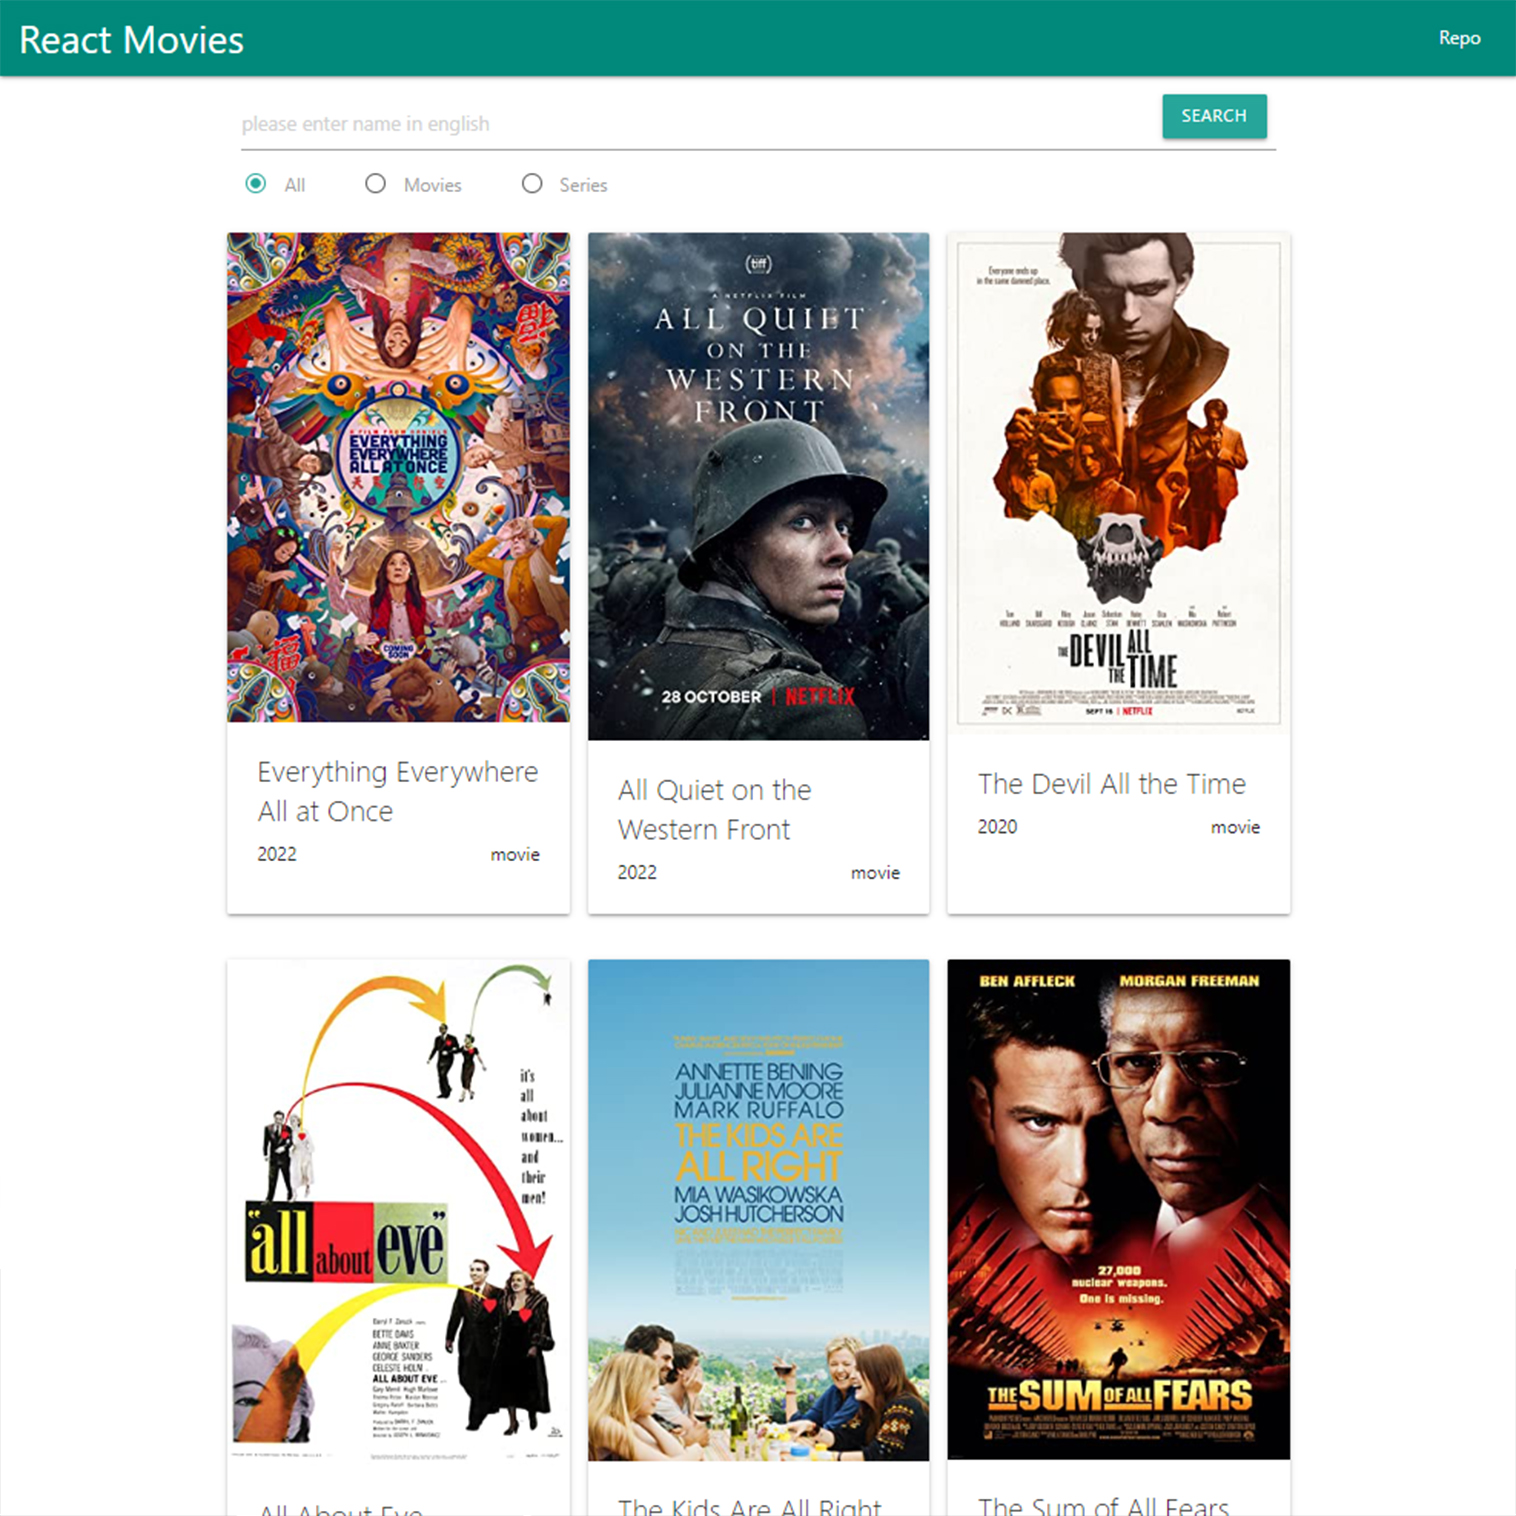 React Movies
Repo
please enter name in english
SEARCH
All
Movies
Series
A FILM FROM DANIELS
EVERYTHING
EVERYWHERE
ALL AT ONCE
COMING
SOON
福
tiff
A NETFLIX FILM
ALL QUIET
ON THE
WESTERN
FRONT
28 OCTOBER | NETFLIX
Everyone ends up
in the same damned place.
THE DEVIL ALL
THE TIME
SEPT 16 | NETFLIX
Everything Everywhere
All at Once
2022
movie
All Quiet on the
Western Front
2022
movie
The Devil All the Time
2020
movie
it's
all
about
women...
and
their
men!
"all about eve"
Darryl F. Zanuck
BETTE DAVIS
ANNE BAXTER
GEORGE SANDERS
CELESTE HOLM
ALL ABOUT EVE
ANNETTE BENING
JULIANNE MOORE
MARK RUFFALO
THE KIDS ARE
ALL RIGHT
MIA WASIKOWSKA
JOSH HUTCHERSON
BEN AFFLECK
MORGAN FREEMAN
27,000
nuclear weapons.
One is missing.
THE SUM OF ALL FEARS
All About Eve
The Kids Are All Right
The Sum of All Fears